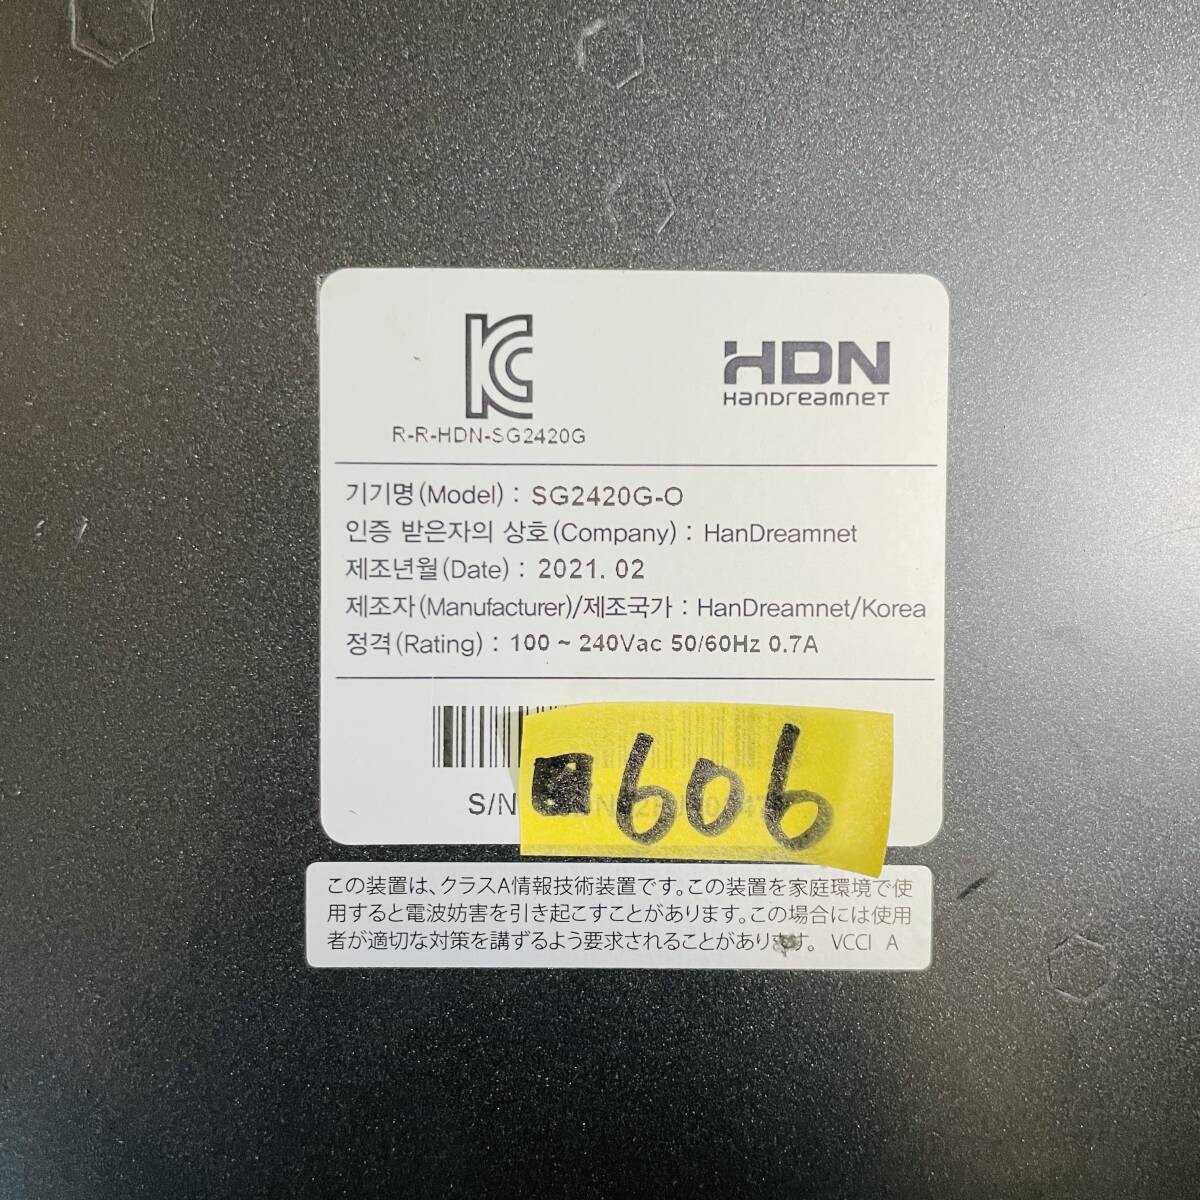 R-R-HDN-SG2420G
HDN
HanDreamnet
기기명(Model) : SG2420G-O
인증 받은자의 상호(Company) : HanDreamnet
제조년월(Date) : 2021. 02
제조자(Manufacturer)/제조국가 : HanDreamnet/Korea
정격(Rating) : 100 ~ 240Vac 50/60Hz 0.7A
S/N
606
この装置は、クラスA情報技術装置です。この装置を家庭環境で使
用すると電波妨害を引き起こすことがあります。この場合には使用
者が適切な対策を講ずるよう要求されることがあります。 VCCI A